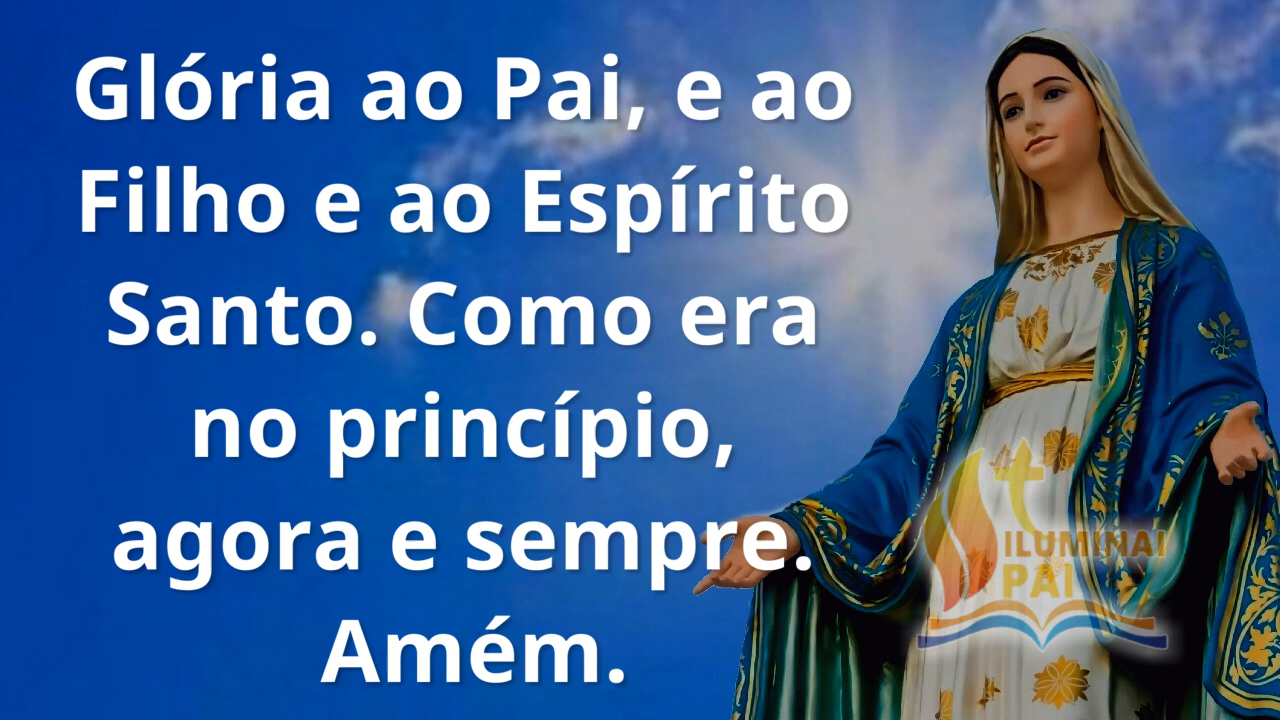 Glória ao Pai, e ao
Filho e ao Espírito
Santo. Como era
no princípio,
agora e sempre.
Amém.
ILUMINAI
PAI